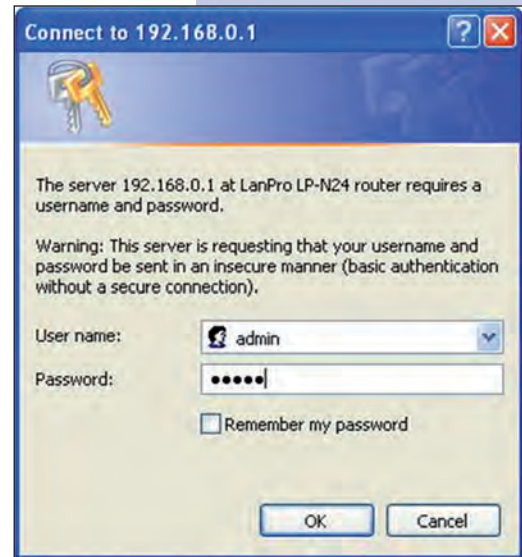 Connect to 192.168.0.1
The server 192.168.0.1 at LanPro LP-N24 router requires a
username and password.
Warning: This server is requesting that your username and
password be sent in an insecure manner (basic authentication
without a secure connection).
User name:
admin
Password:
•••••
Remember my password
OK
Cancel